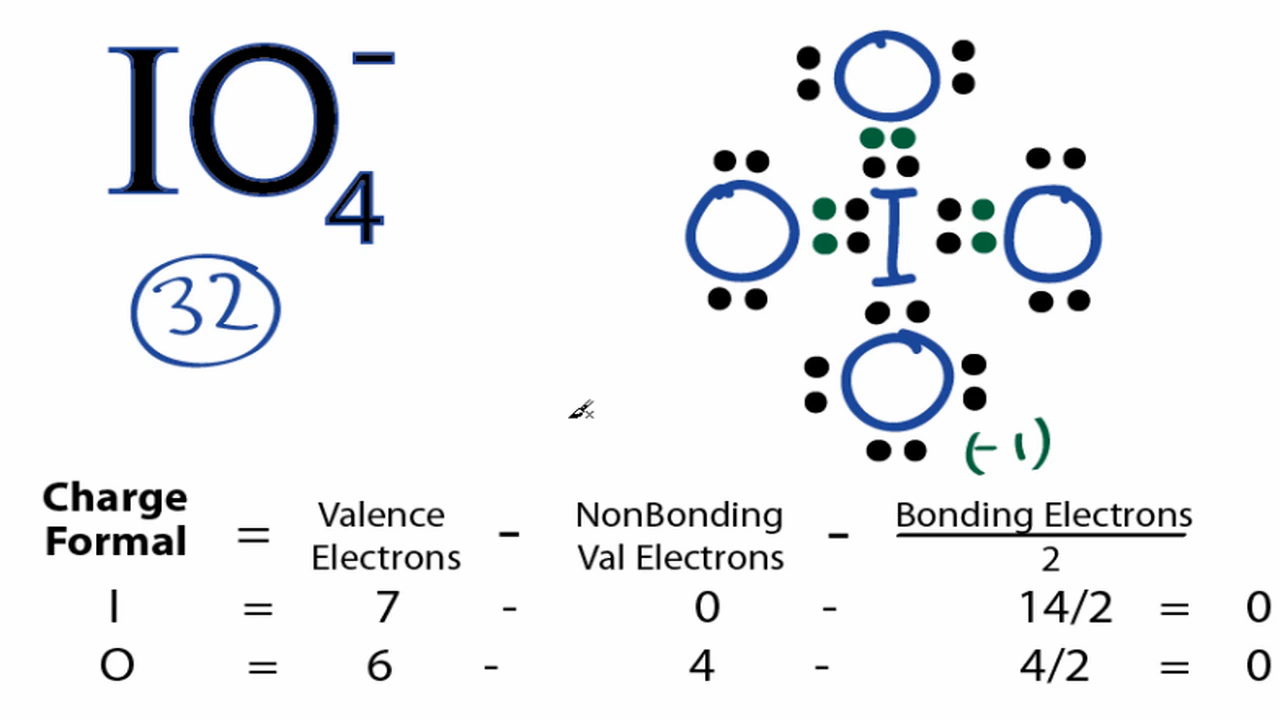 IO4-
32
O
O I O
O
(-1)
Charge Formal = Valence Electrons - NonBonding Val Electrons - Bonding Electrons / 2
I = 7 - 0 - 14/2 = 0
O = 6 - 4 - 4/2 = 0